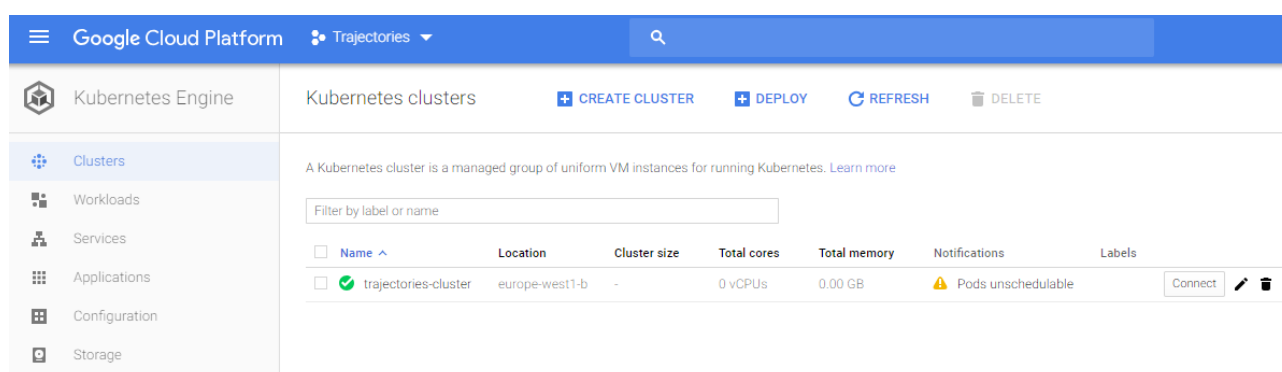 Google Cloud Platform Trajectories
Kubernetes Engine
Kubernetes clusters CREATE CLUSTER DEPLOY REFRESH DELETE
Clusters
Workloads
Services
Applications
Configuration
Storage
A Kubernetes cluster is a managed group of uniform VM instances for running Kubernetes. Learn more
Filter by label or name
Name Location Cluster size Total cores Total memory Notifications Labels
trajectories-cluster europe-west1-b - 0 vCPUs 0.00 GB Pods unschedulable Connect